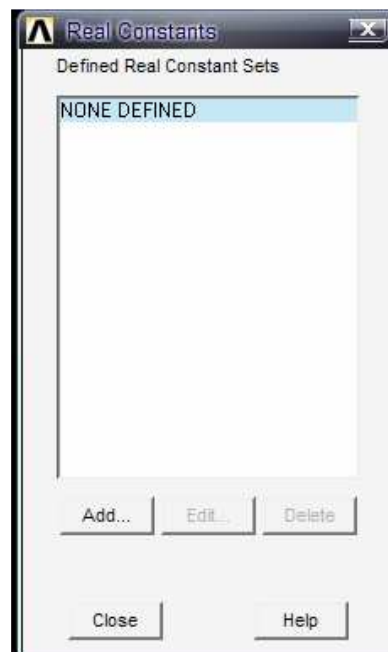 Real Constants
Defined Real Constant Sets
NONE DEFINED
Add... Edit... Delete
Close Help